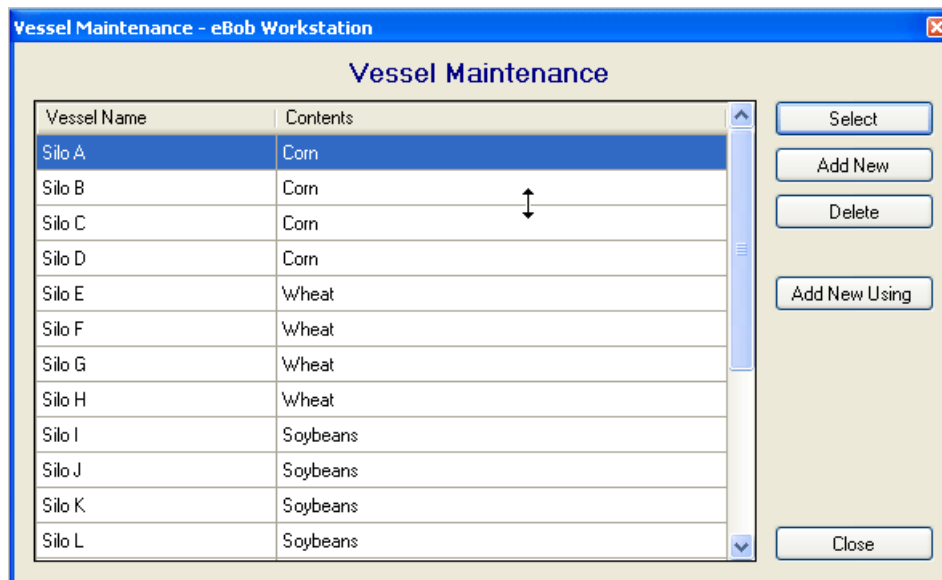 Vessel Maintenance - eBob Workstation
Vessel Maintenance
Vessel Name Contents
Silo A Corn
Silo B Corn
Silo C Corn
Silo D Corn
Silo E Wheat
Silo F Wheat
Silo G Wheat
Silo H Wheat
Silo I Soybeans
Silo J Soybeans
Silo K Soybeans
Silo L Soybeans
Select
Add New
Delete
Add New Using
Close